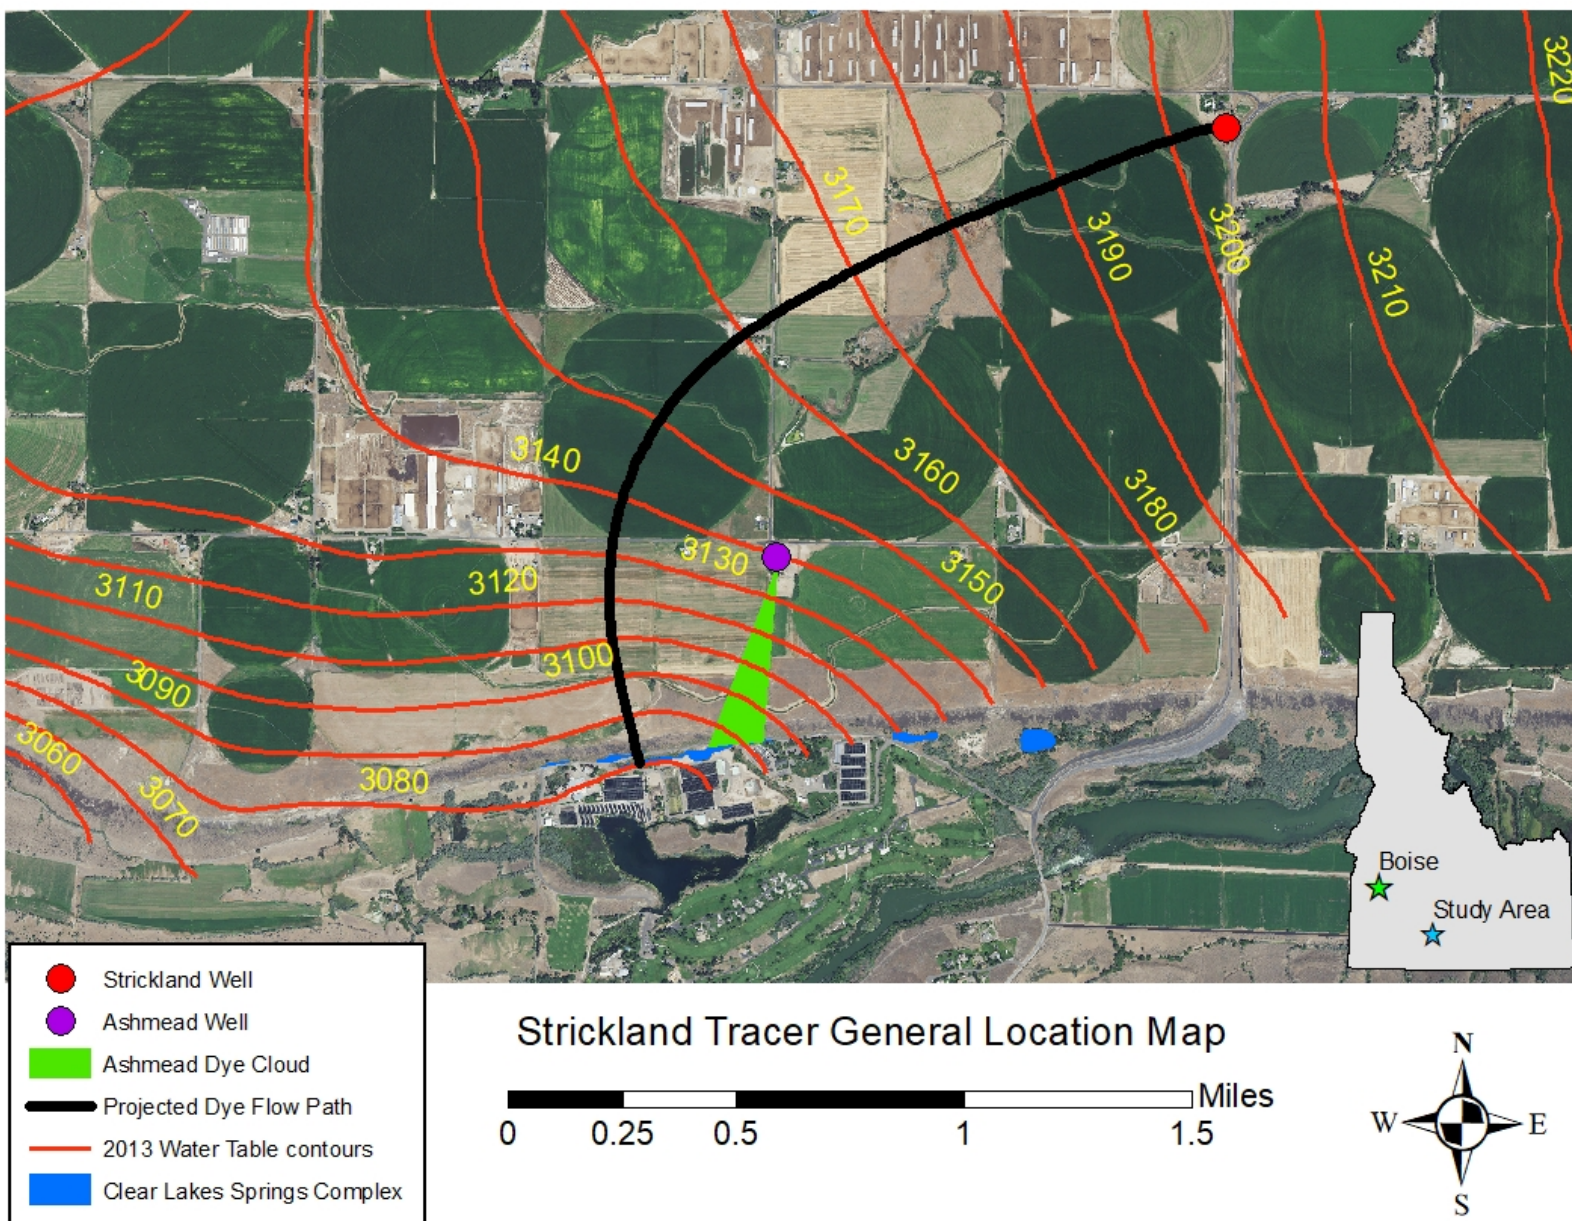 3220
3170
3190
3200
3210
3140
3160
3180
3130
3150
3120
3110
3100
3090
3080
3060
3070
Boise
Study Area
Strickland Well
Ashmead Well
Ashmead Dye Cloud
Projected Dye Flow Path
2013 Water Table contours
Clear Lakes Springs Complex
Strickland Tracer General Location Map
Miles
0 0.25 0.5 1 1.5
N
W E
S